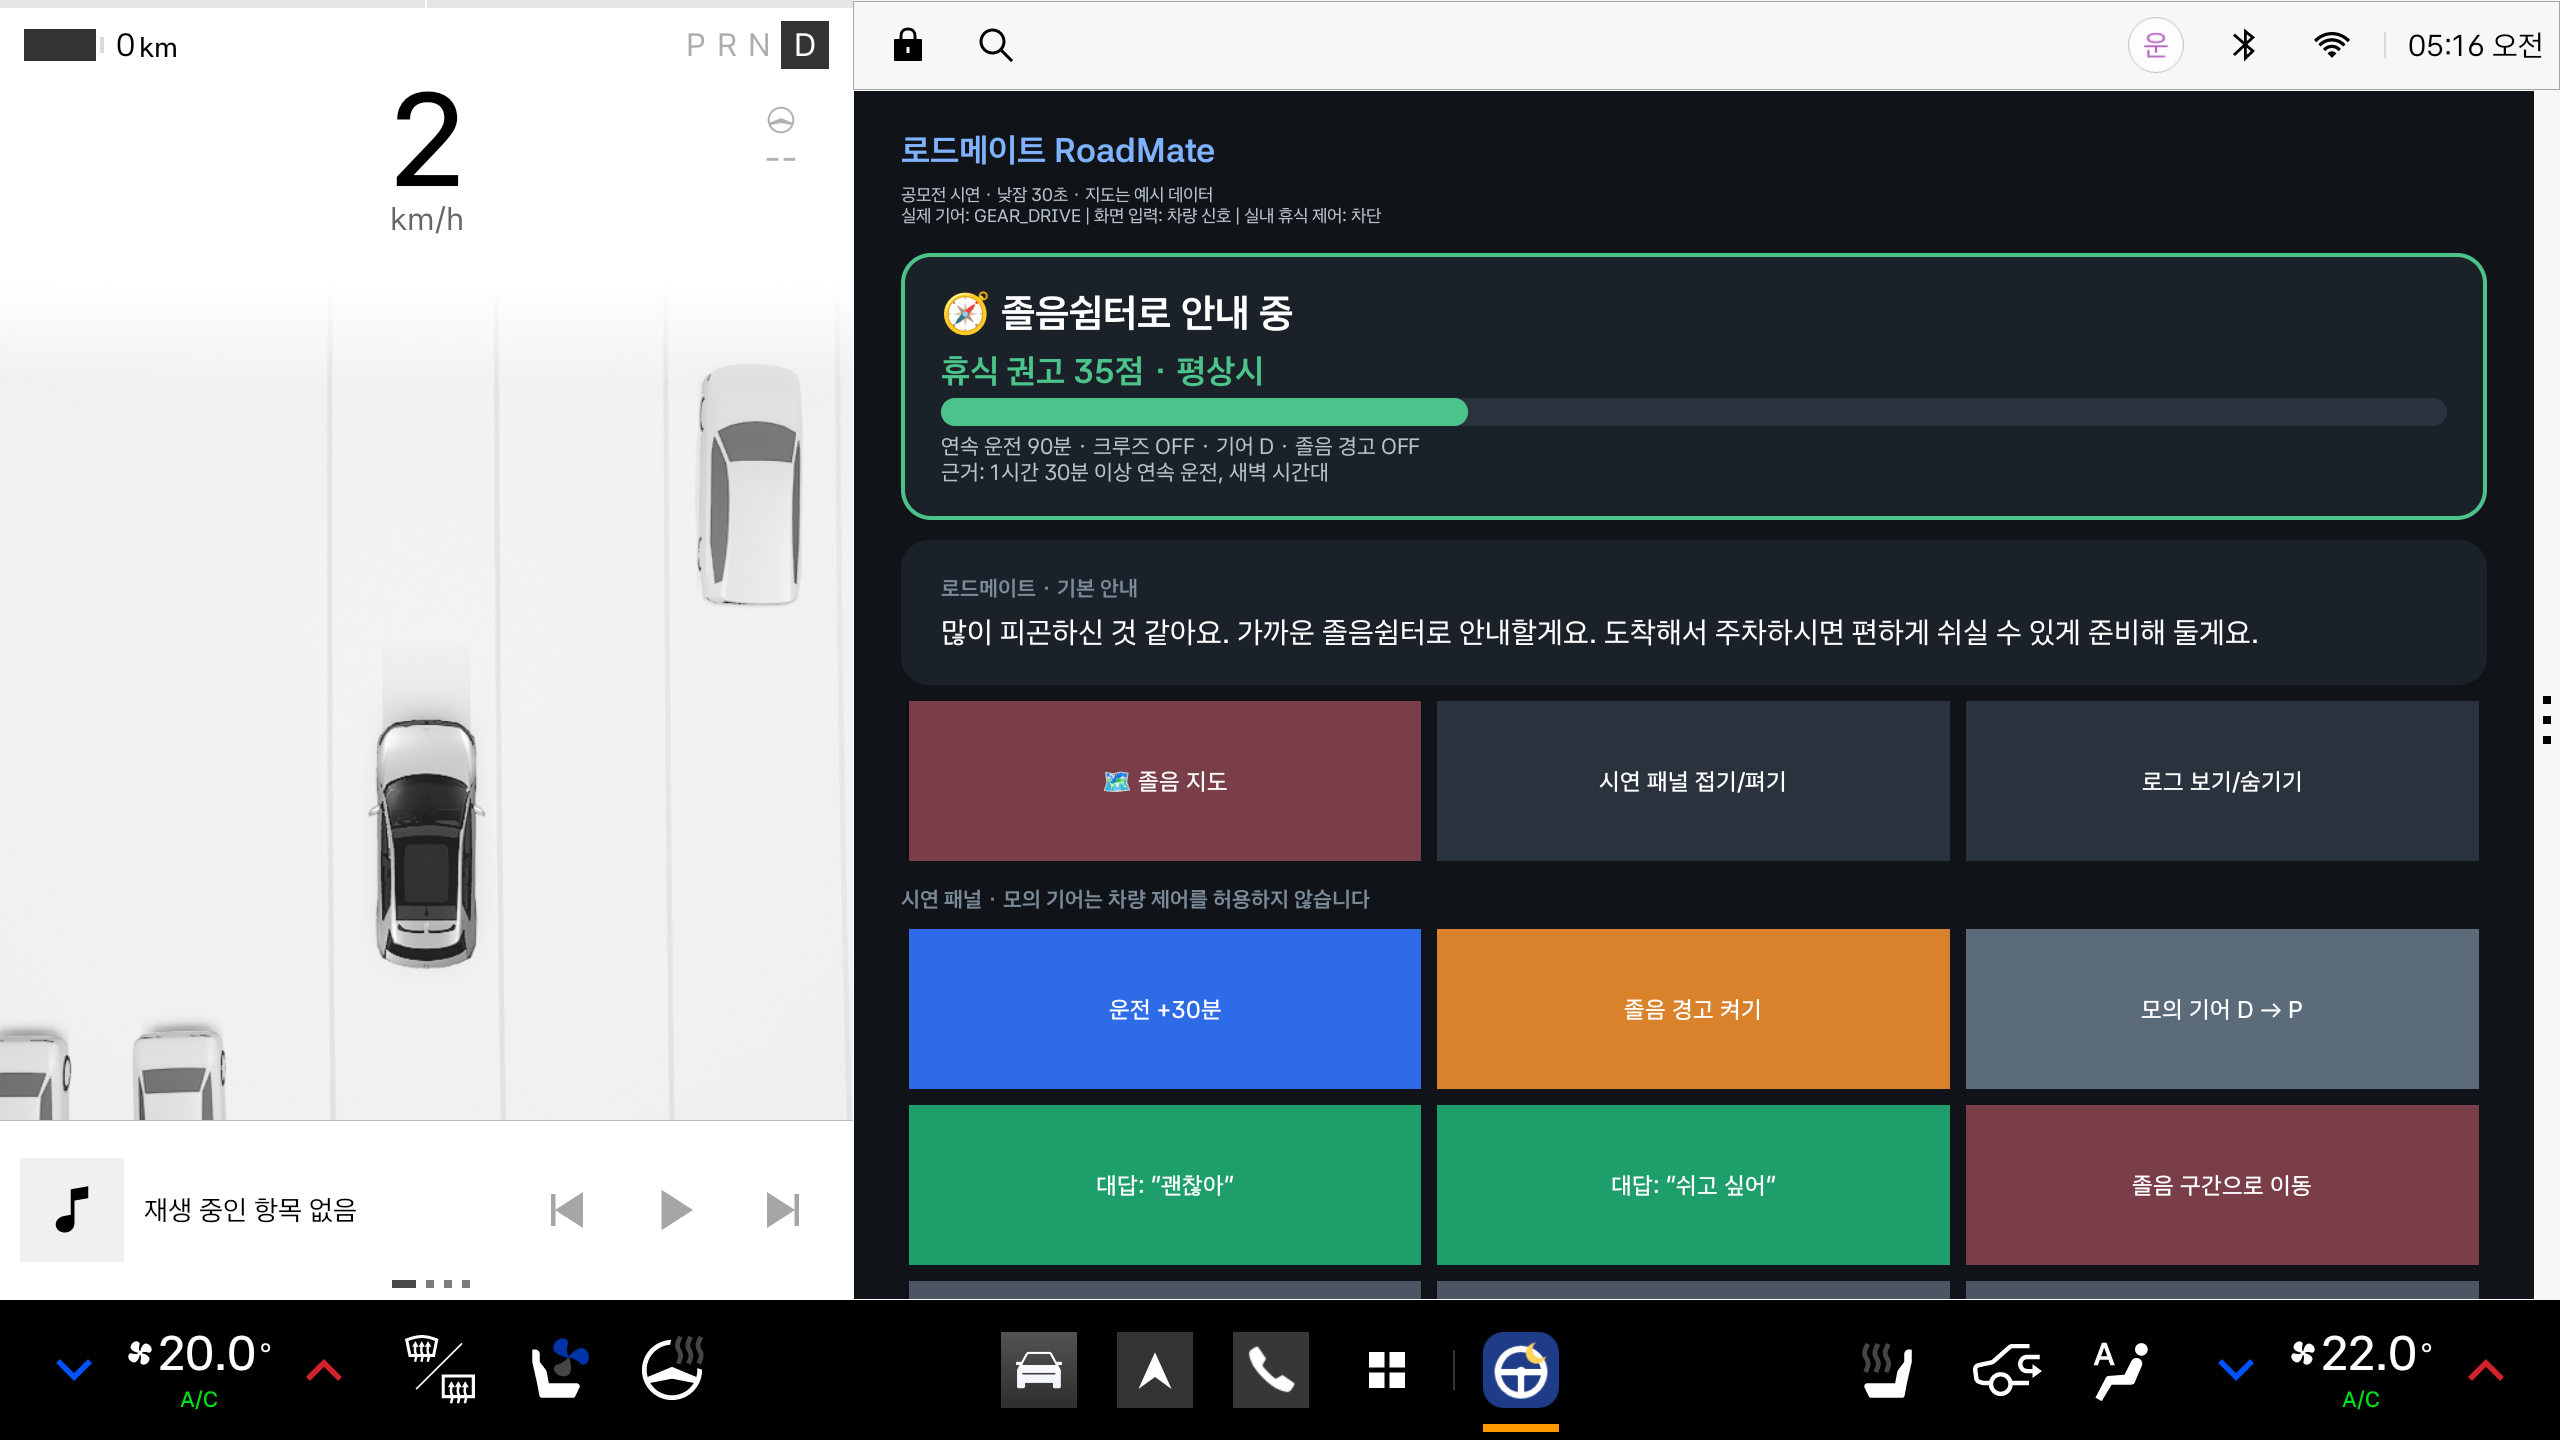 0 km
P R N D
2
km/h
--
재생 중인 항목 없음
운
05:16 오전
로드메이트 RoadMate
공모전 시연 · 낮잠 30초 · 지도는 예시 데이터
실제 기어: GEAR_DRIVE | 화면 입력: 차량 신호 | 실내 휴식 제어: 차단
졸음쉼터로 안내 중
휴식 권고 35점 · 평상시
연속 운전 90분 · 크루즈 OFF · 기어 D · 졸음 경고 OFF
근거: 1시간 30분 이상 연속 운전, 새벽 시간대
로드메이트 · 기본 안내
많이 피곤하신 것 같아요. 가까운 졸음쉼터로 안내할게요. 도착해서 주차하시면 편하게 쉬실 수 있게 준비해 둘게요.
졸음 지도
시연 패널 접기/펴기
로그 보기/숨기기
시연 패널 · 모의 기어는 차량 제어를 허용하지 않습니다
운전 +30분
졸음 경고 켜기
모의 기어 D → P
대답: "괜찮아"
대답: "쉬고 싶어"
졸음 구간으로 이동
20.0°
A/C
A
22.0°
A/C